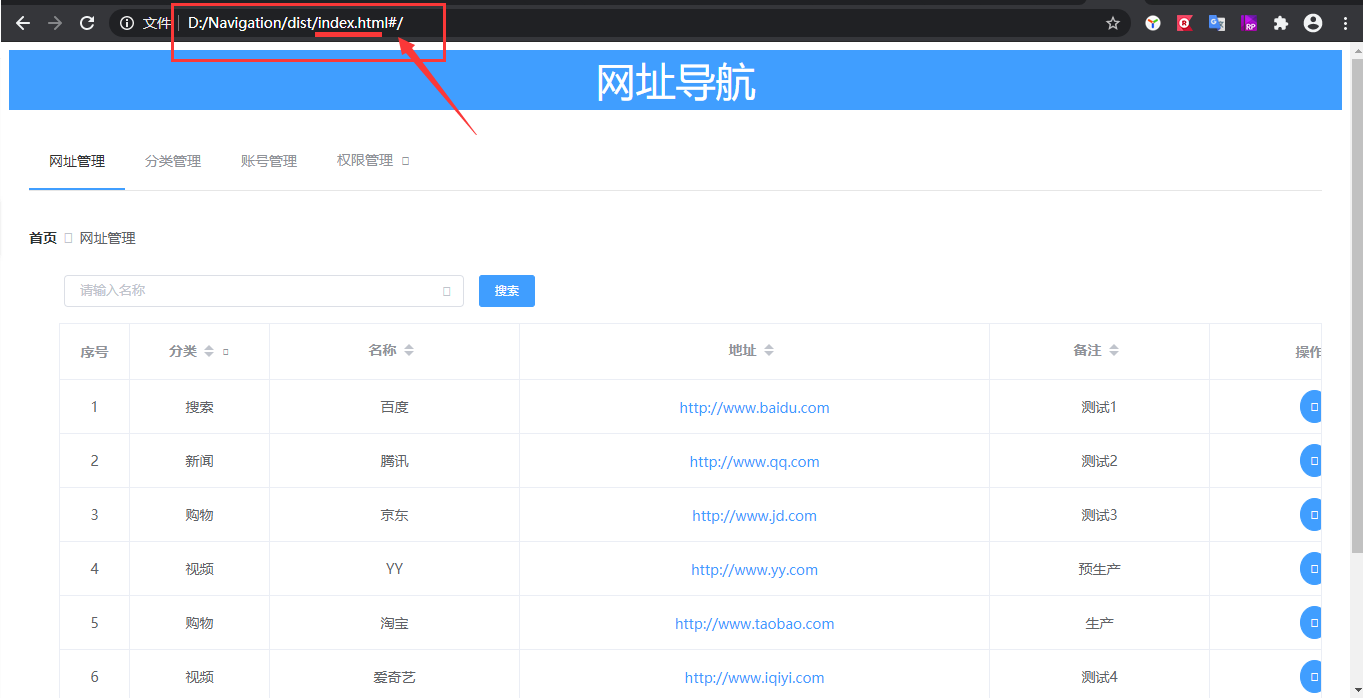 文件 D:/Navigation/dist/index.html#/
网址导航
网址管理 分类管理 账号管理 权限管理
首页 网址管理
请输入名称 搜索
序号 分类 名称 地址 备注 操作
1 搜索 百度 http://www.baidu.com 测试1
2 新闻 腾讯 http://www.qq.com 测试2
3 购物 京东 http://www.jd.com 测试3
4 视频 YY http://www.yy.com 预生产
5 购物 淘宝 http://www.taobao.com 生产
6 视频 爱奇艺 http://www.iqiyi.com 测试4